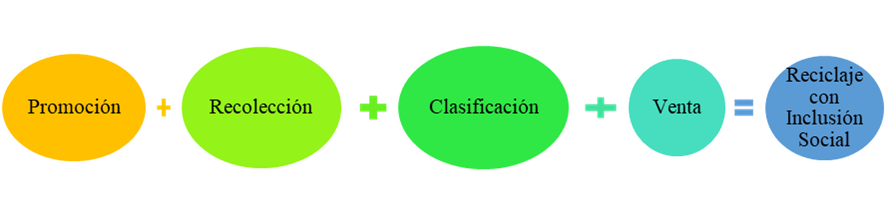 Promoción + Recolección + Clasificación + Venta = Reciclaje
con
Inclusión
Social